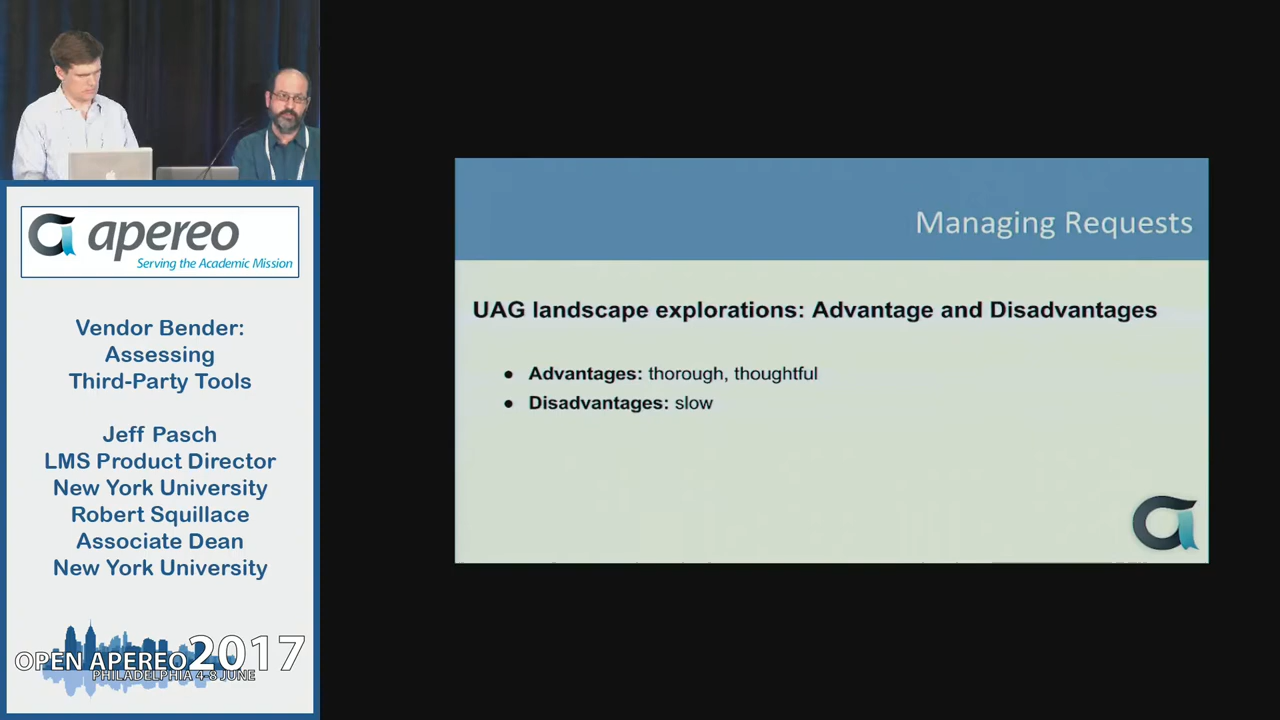 apereo
Serving the Academic Mission
Vendor Bender:
Assessing
Third-Party Tools
Jeff Pasch
LMS Product Director
New York University
Robert Squillace
Associate Dean
New York University
OPEN APEREO 2017
PHILADELPHIA 4-8 JUNE
Managing Requests
UAG landscape explorations: Advantage and Disadvantages
● Advantages: thorough, thoughtful
● Disadvantages: slow